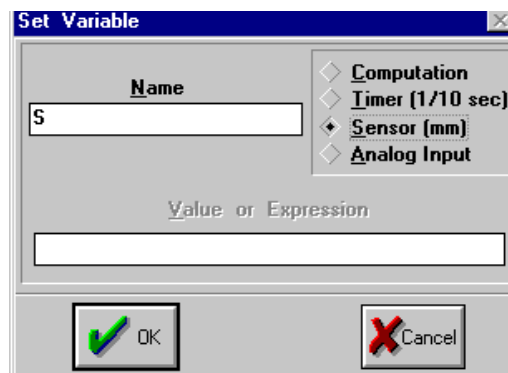 Set Variable
Name
S
Computation
Timer (1/10 sec)
Sensor (mm)
Analog Input
Value or Expression
OK
Cancel